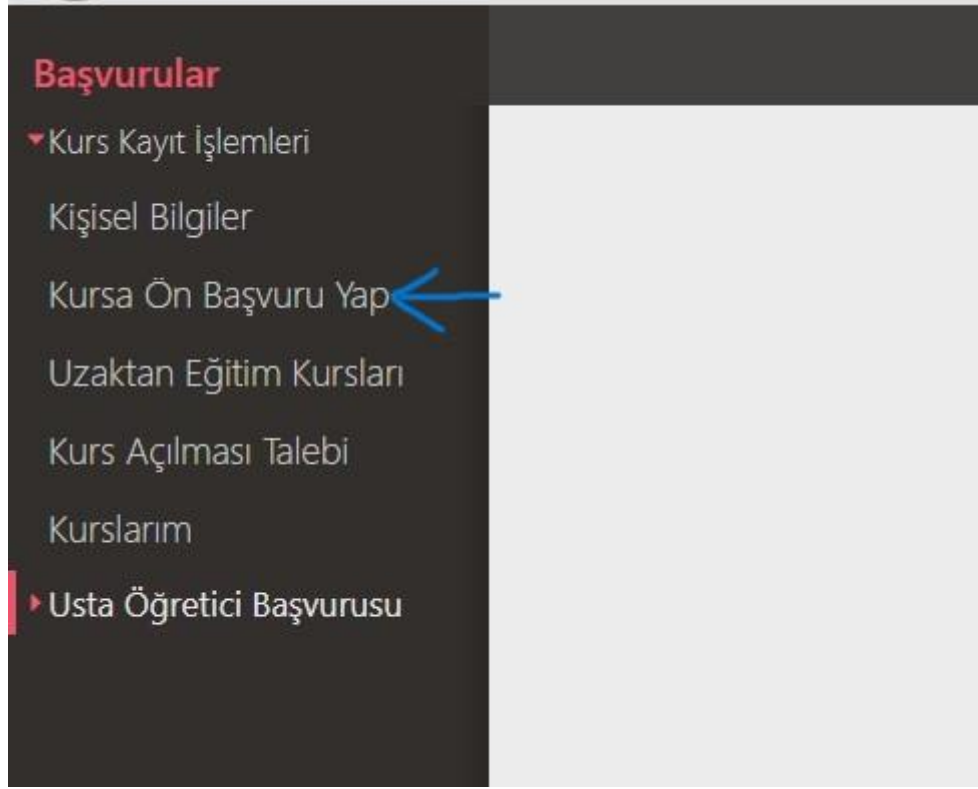 Başvurular
Kurs Kayıt İşlemleri
Kişisel Bilgiler
Kursa Ön Başvuru Yap
Uzaktan Eğitim Kursları
Kurs Açılması Talebi
Kurslarım
Usta Öğretici Başvurusu